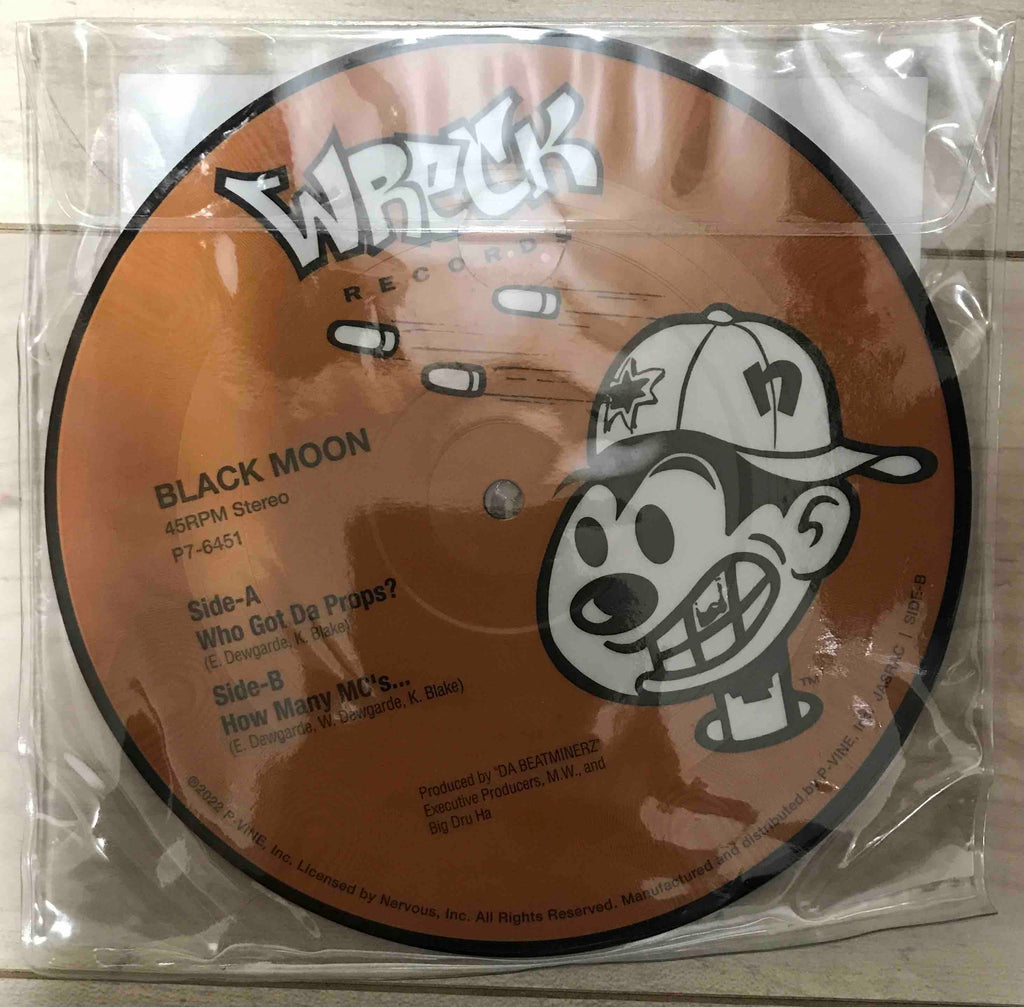 WRECK
RECORDS
n
BLACK MOON
45RPM Stereo
P7-6451
Side-A
Who Got Da Props?
(E. Dewgarde, K. Blake)
Side-B
How Many MC's...
(E. Dewgarde, W. Dewgarde, K. Blake)
Produced by "DA BEATMINERZ"
Executive Producers, M.W., and
Big Dru Ha
TM
℗2022 P-VINE, Inc. Licensed by Nervous, Inc. All Rights Reserved. Manufactured and distributed by P-VINE, Inc. JASRAC | SIDE-B